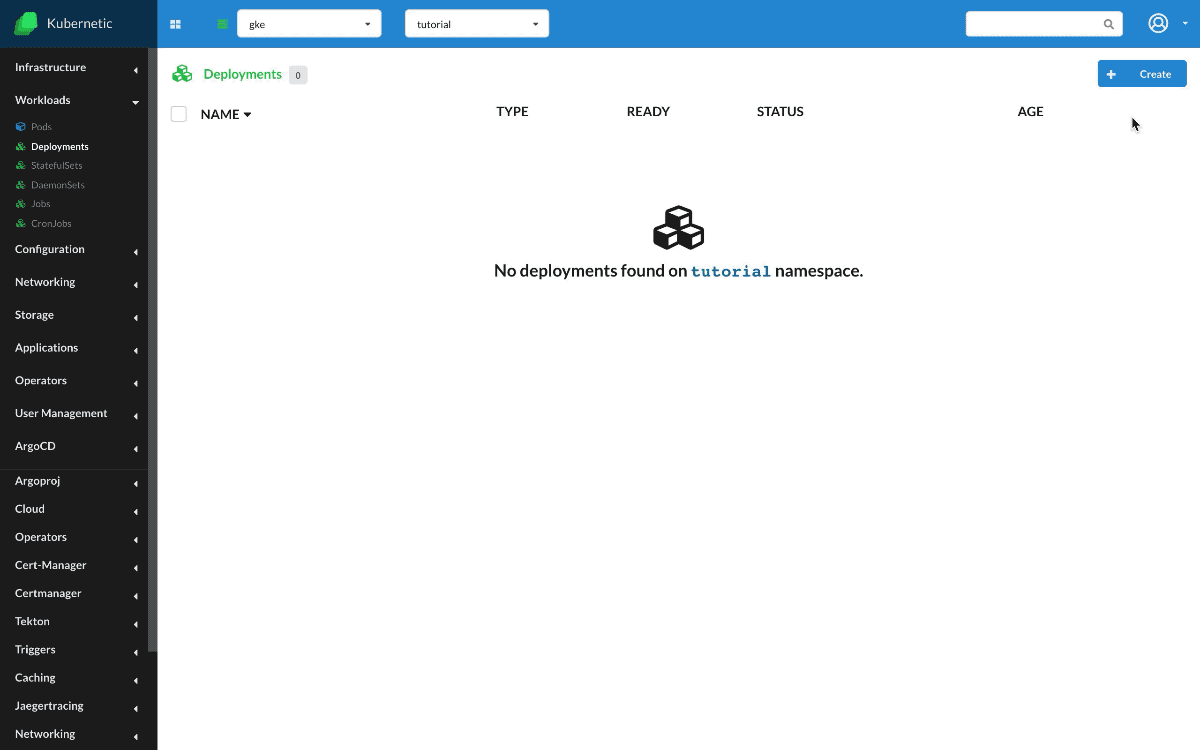 Kubernetic
gke
tutorial
Infrastructure
Workloads
Pods
Deployments
StatefulSets
DaemonSets
Jobs
CronJobs
Configuration
Networking
Storage
Applications
Operators
User Management
ArgoCD
Argoproj
Cloud
Operators
Cert-Manager
Certmanager
Tekton
Triggers
Caching
Jaegertracing
Networking
Deployments 0
Create
NAME TYPE READY STATUS AGE
No deployments found on tutorial namespace.